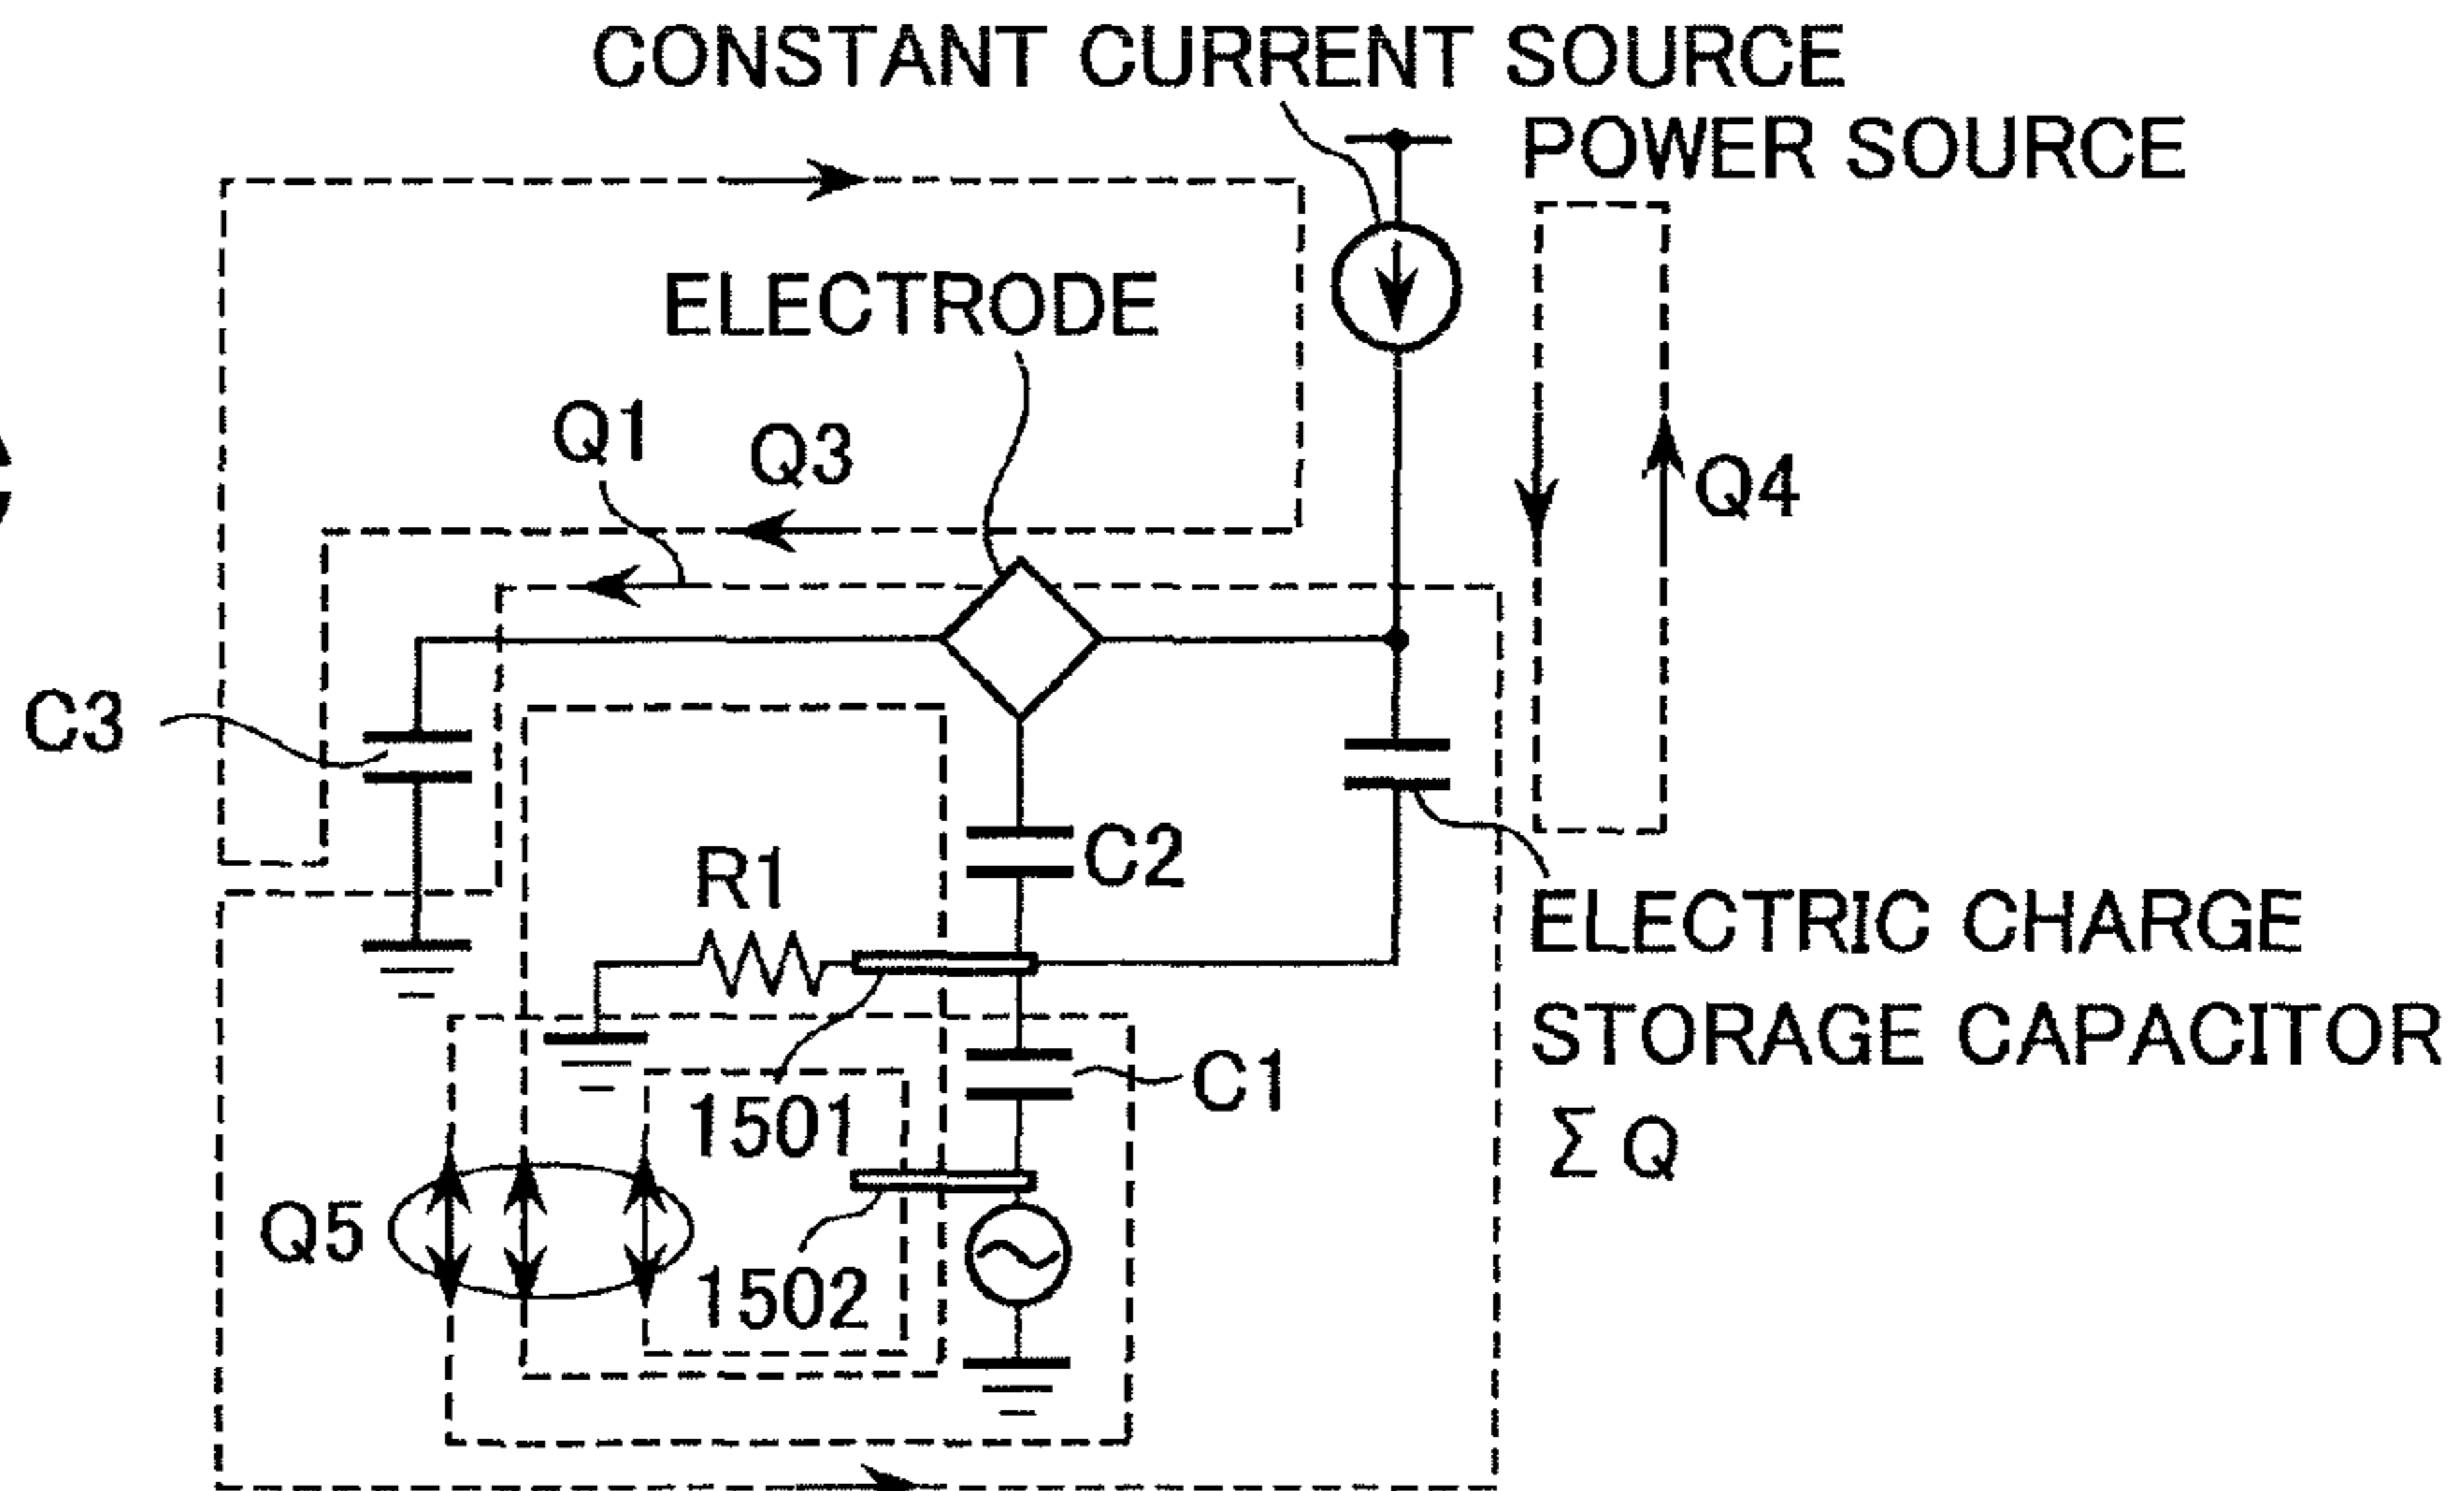 CONSTANT CURRENT SOURCE
POWER SOURCE
ELECTRODE
Q1
Q3
Q4
C3
C2
R1
ELECTRIC CHARGE
STORAGE CAPACITOR
Σ Q
C1
1501
Q5
1502